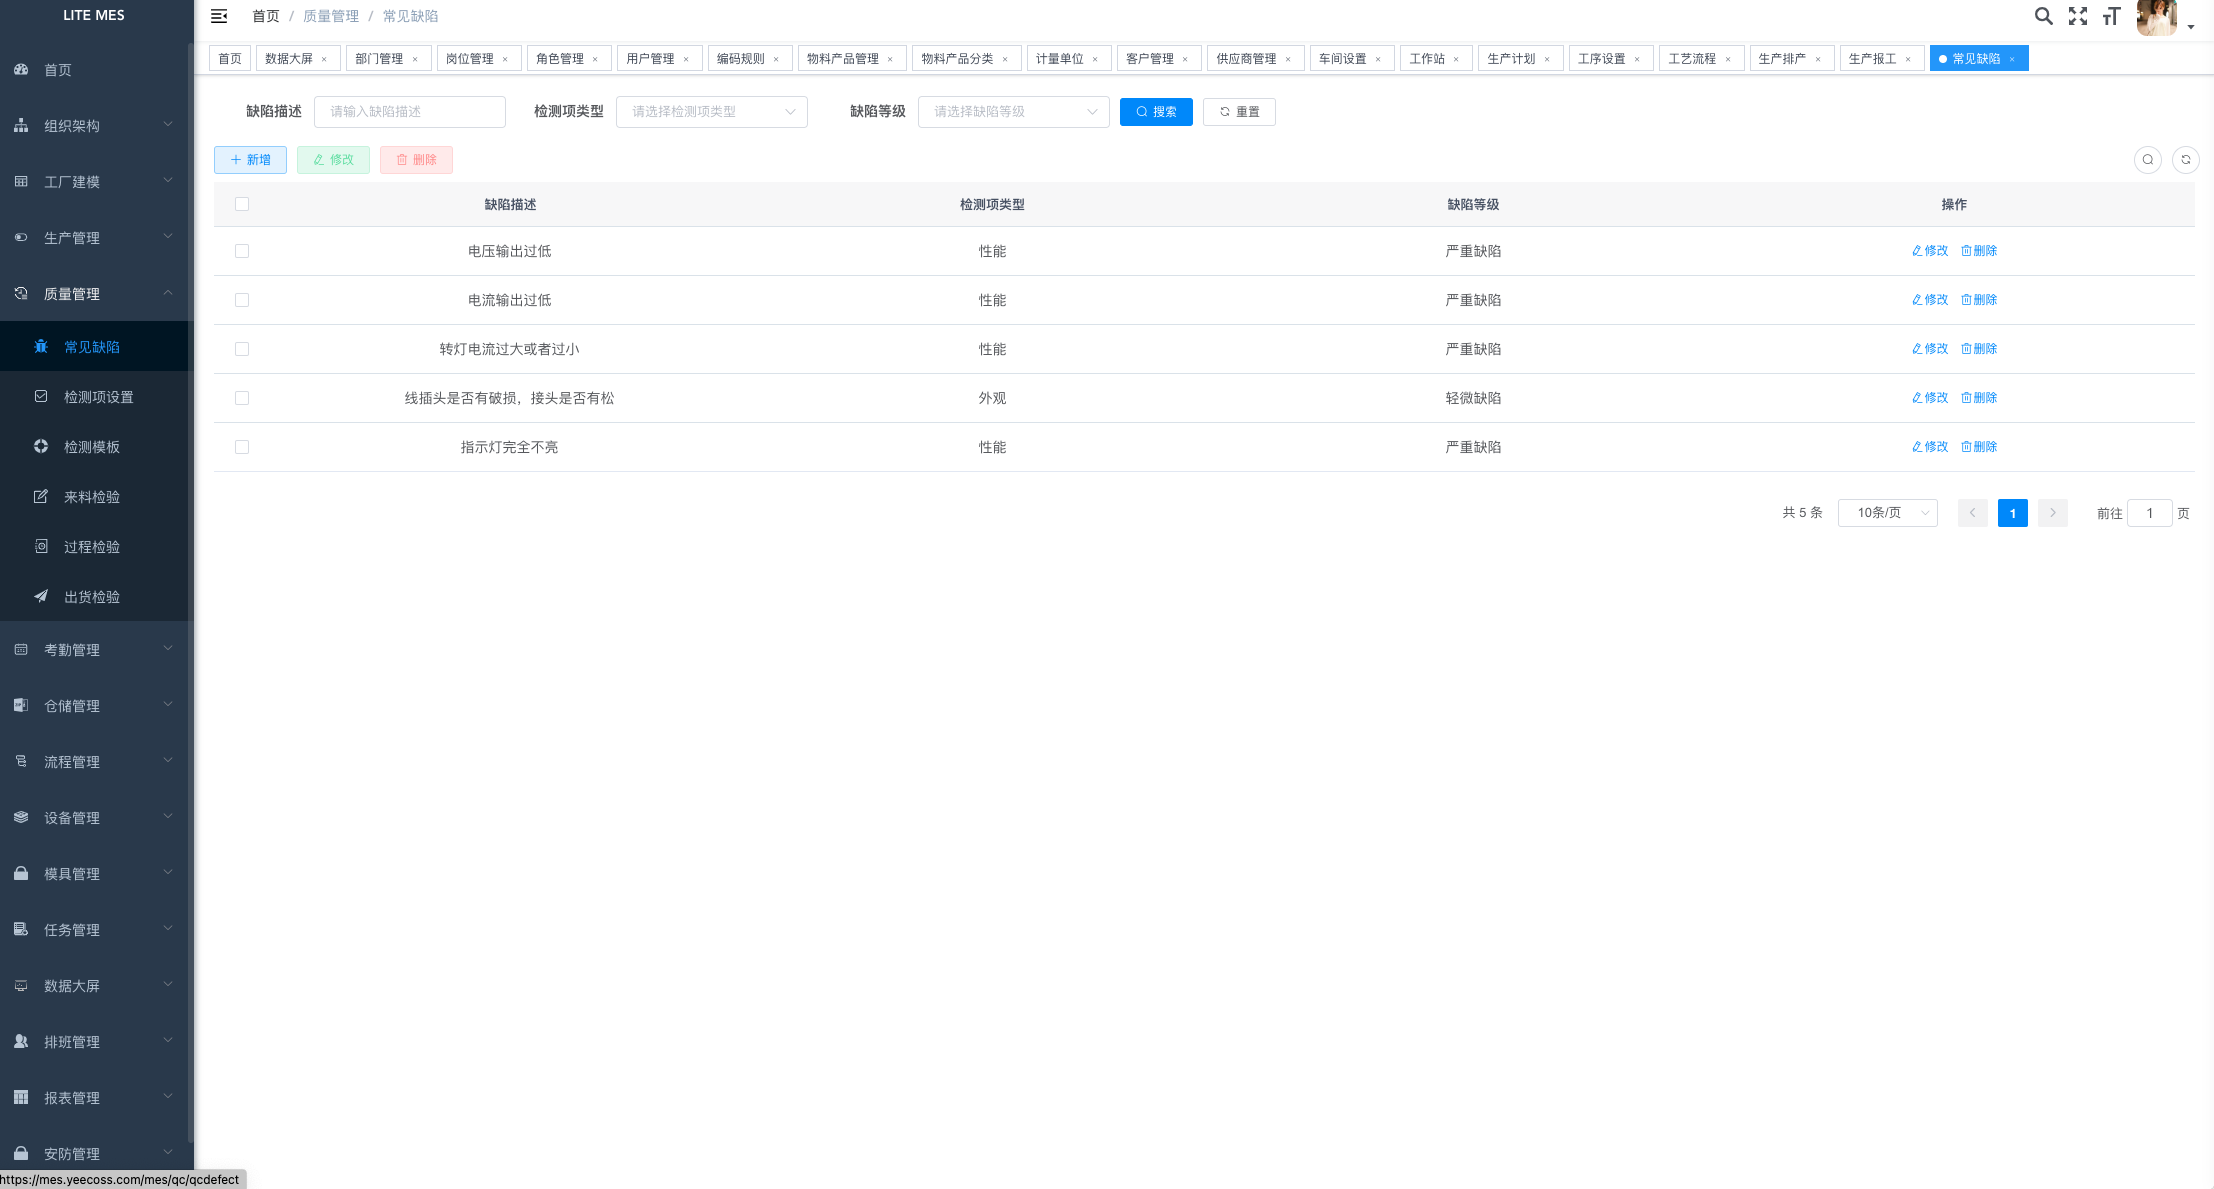 LITE MES
首页
组织架构
工厂建模
生产管理
质量管理
常见缺陷
检测项设置
检测模板
来料检验
过程检验
出货检验
考勤管理
仓储管理
流程管理
设备管理
模具管理
任务管理
数据大屏
排班管理
报表管理
安防管理
https://mes.yeecoss.com/mes/qc/qcdefect
首页 / 质量管理 / 常见缺陷
首页 数据大屏 × 部门管理 × 岗位管理 × 角色管理 × 用户管理 × 编码规则 × 物料产品管理 × 物料产品分类 × 计量单位 × 客户管理 × 供应商管理 × 车间设置 × 工作站 × 生产计划 × 工序设置 × 工艺流程 × 生产排产 × 生产报工 × 常见缺陷 ×
缺陷描述 请输入缺陷描述 检测项类型 请选择检测项类型 缺陷等级 请选择缺陷等级 搜索 重置
新增 修改 删除
缺陷描述 检测项类型 缺陷等级 操作
电压输出过低 性能 严重缺陷 修改 删除
电流输出过低 性能 严重缺陷 修改 删除
转灯电流过大或者过小 性能 严重缺陷 修改 删除
线插头是否有破损，接头是否有松 外观 轻微缺陷 修改 删除
指示灯完全不亮 性能 严重缺陷 修改 删除
共 5 条 10条/页 1 前往 1 页